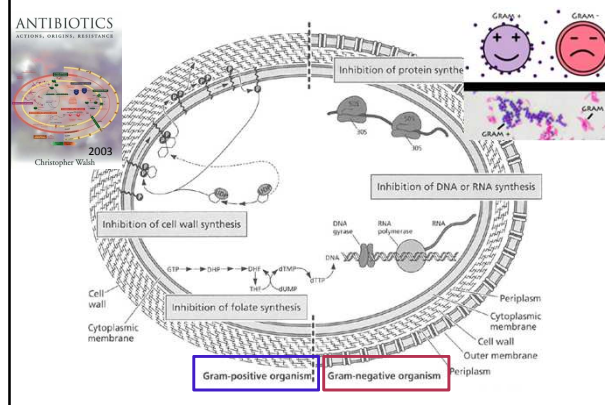 ANTIBIOTICS
ACTIONS, ORIGINS, RESISTANCE
2003
Christopher Walsh
GRAM +
GRAM -
GRAM +
GRAM
Inhibition of protein synthe
50S
30S
50S
30S
Inhibition of DNA or RNA synthesis
DNA
gyrase
RNA
polymerase
RNA
DNA
Inhibition of cell wall synthesis
GTP
DHP
DHF
dTMP
dTTP
THF
dUMP
Inhibition of folate synthesis
Cell
wall
Cytoplasmic
membrane
Periplasm
Cytoplasmic
membrane
Cell wall
Outer membrane
Periplasm
Gram-positive organism
Gram-negative organism